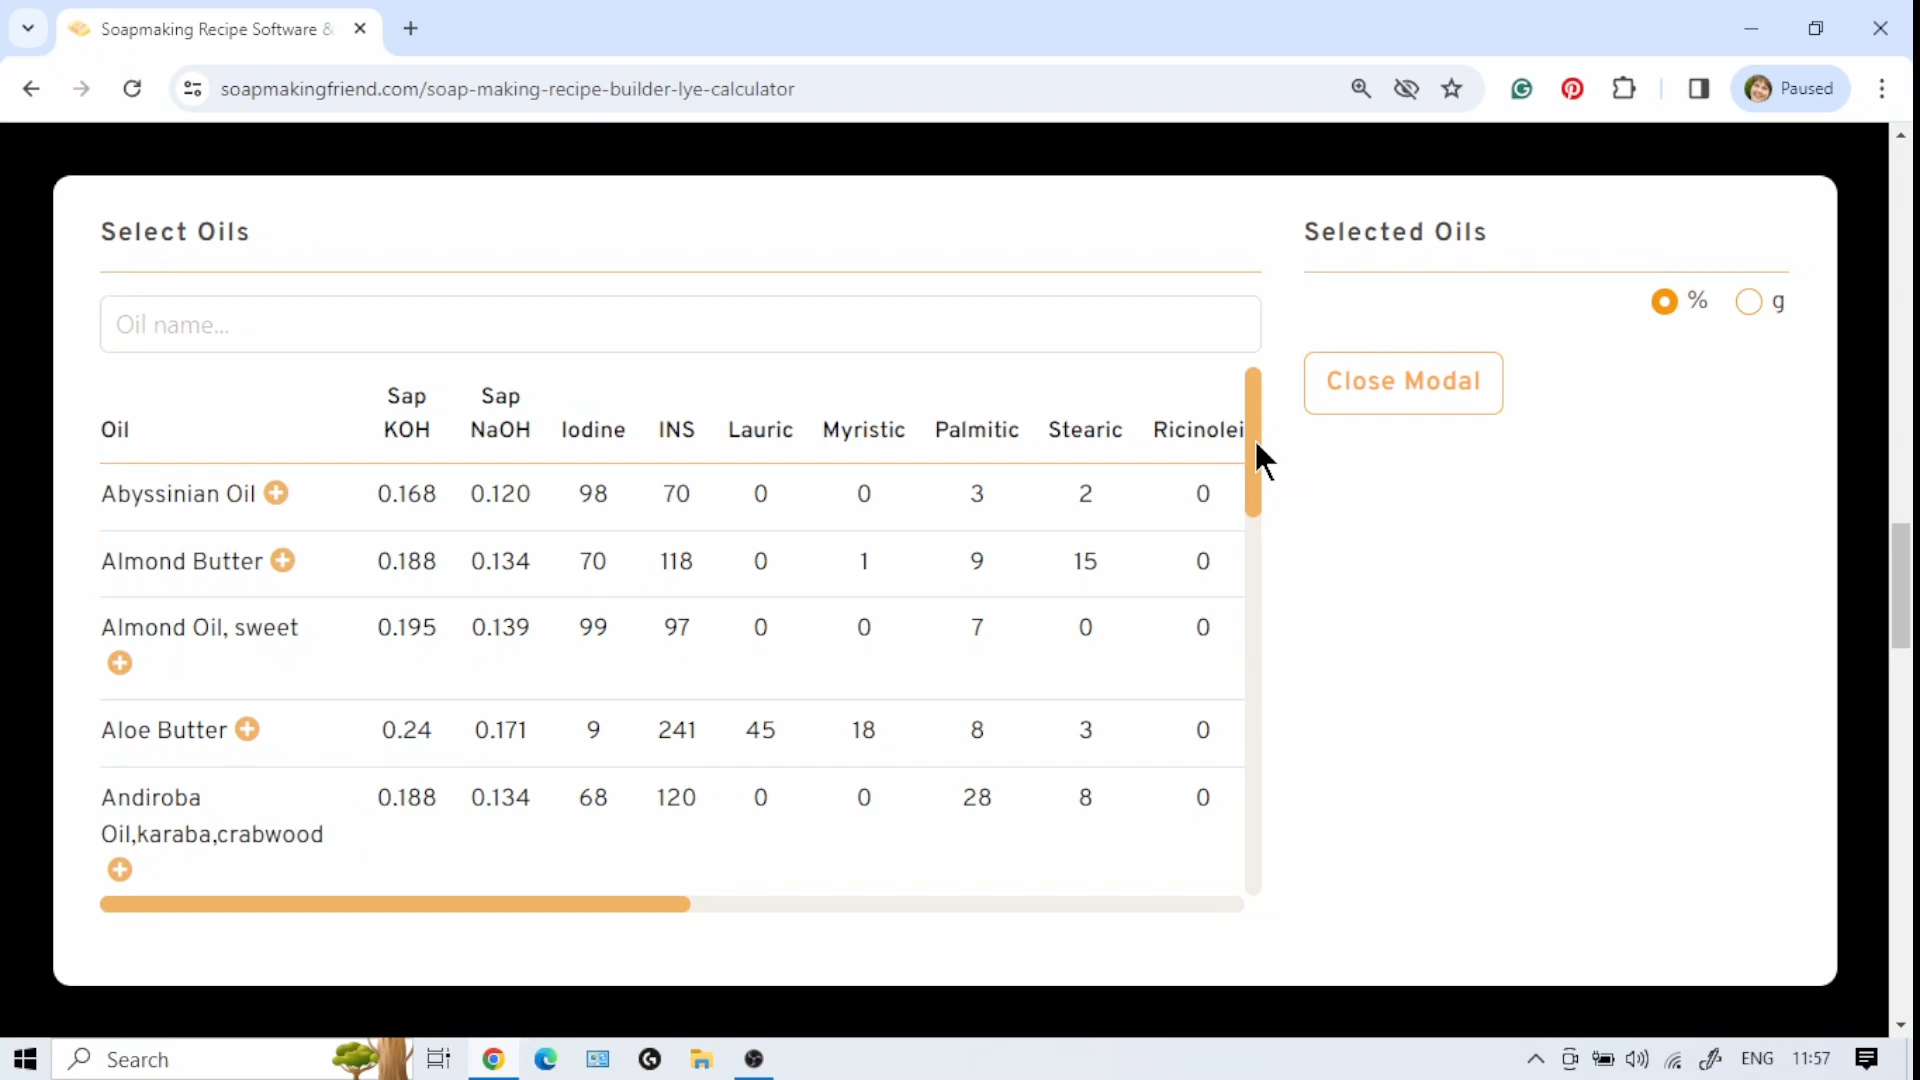 Soapmaking Recipe Software &
soapmakingfriend.com/soap-making-recipe-builder-lye-calculator
Paused
Select Oils
Selected Oils
Oil name...
% g
Close Modal
Oil Sap KOH Sap NaOH Iodine INS Lauric Myristic Palmitic Stearic Ricinolei
Abyssinian Oil 0.168 0.120 98 70 0 0 3 2 0
Almond Butter 0.188 0.134 70 118 0 1 9 15 0
Almond Oil, sweet 0.195 0.139 99 97 0 0 7 0 0
Aloe Butter 0.24 0.171 9 241 45 18 8 3 0
Andiroba 0.188 0.134 68 120 0 0 28 8 0
Oil,karaba,crabwood
Search
ENG 11:57